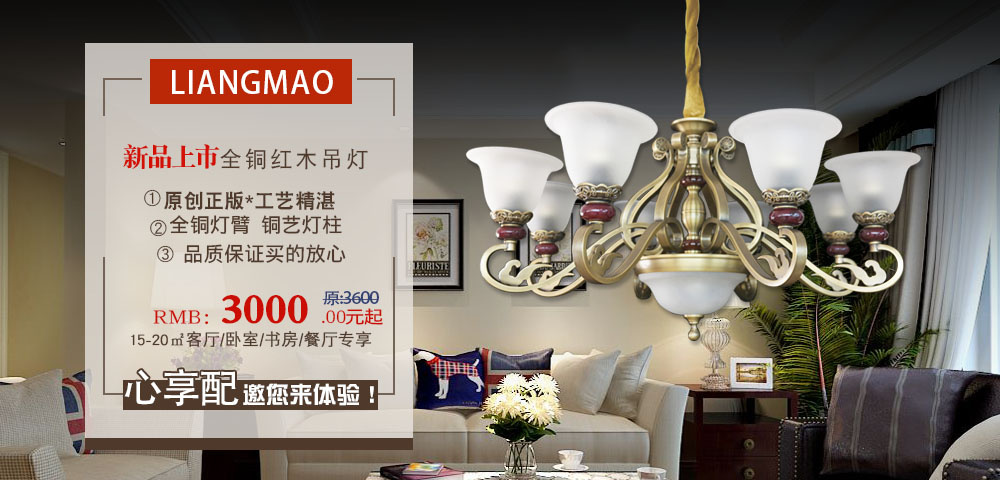 LIANGMAO
新品上市全铜红木吊灯
①原创正版*工艺精湛
②全铜灯臂 铜艺灯柱
③ 品质保证买的放心
原:3600
RMB: 3000.00元起
15-20㎡客厅/卧室/书房/餐厅专享
心享配 邀您来体验!
FLEURISTE